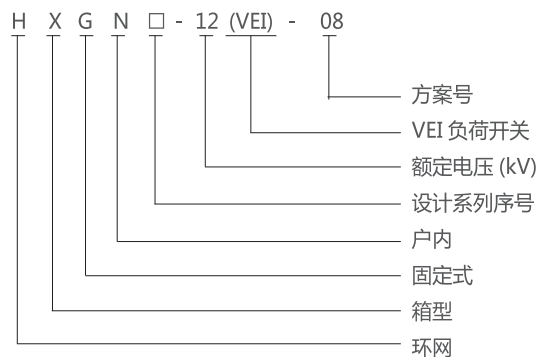 H X G N □ - 12 (VEI) - 08
方案号
VEI 负荷开关
额定电压 (kV)
设计系列序号
户内
固定式
箱型
环网